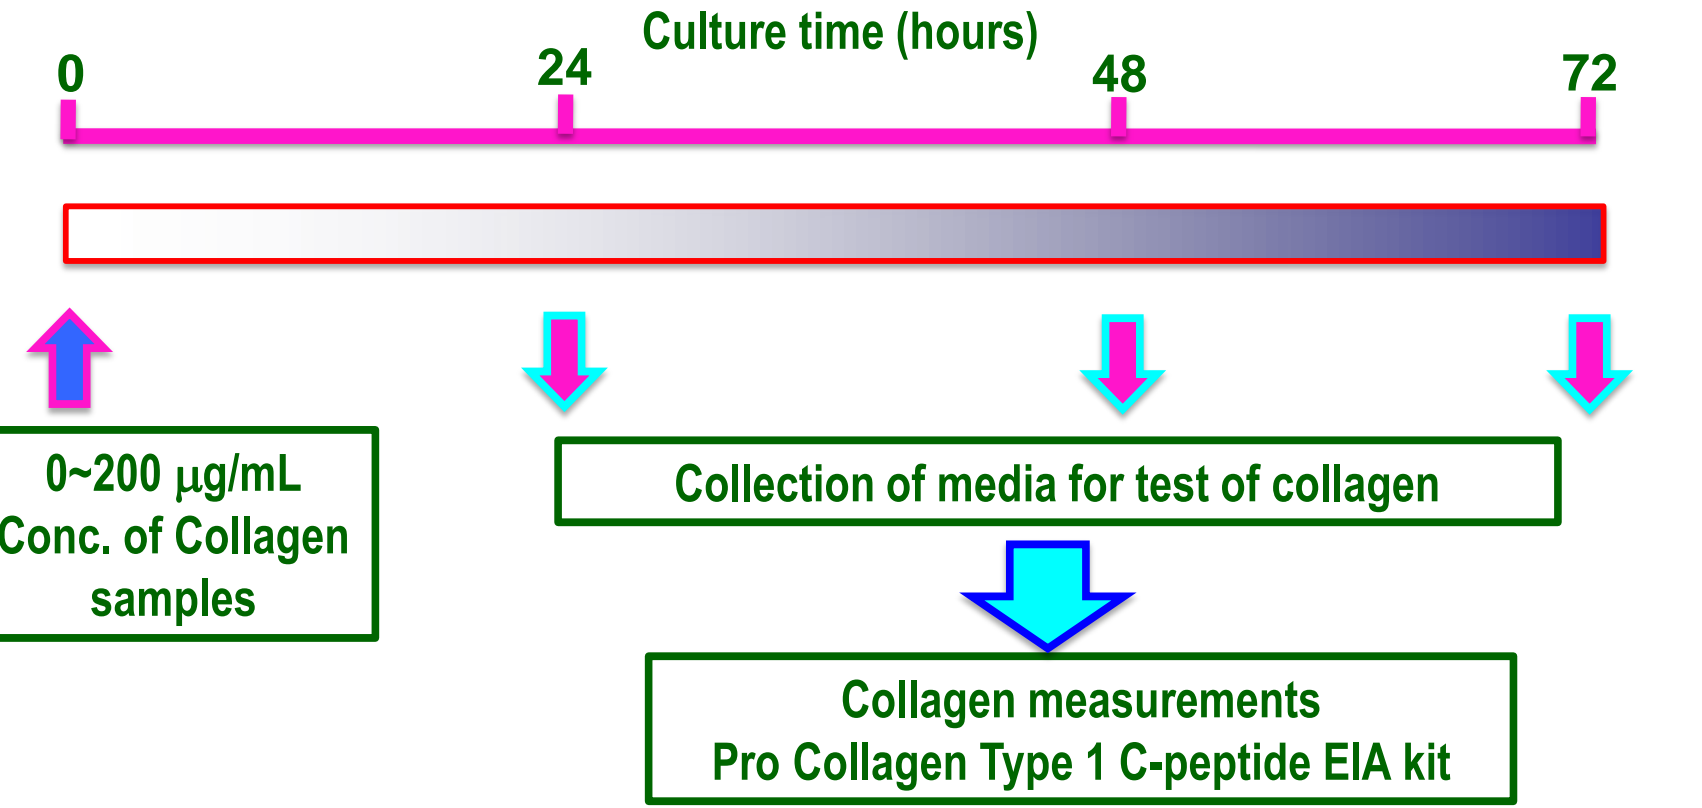 Culture time (hours)
0
24
48
72
0~200 μg/mL
Conc. of Collagen
samples
Collection of media for test of collagen
Collagen measurements
Pro Collagen Type 1 C-peptide EIA kit